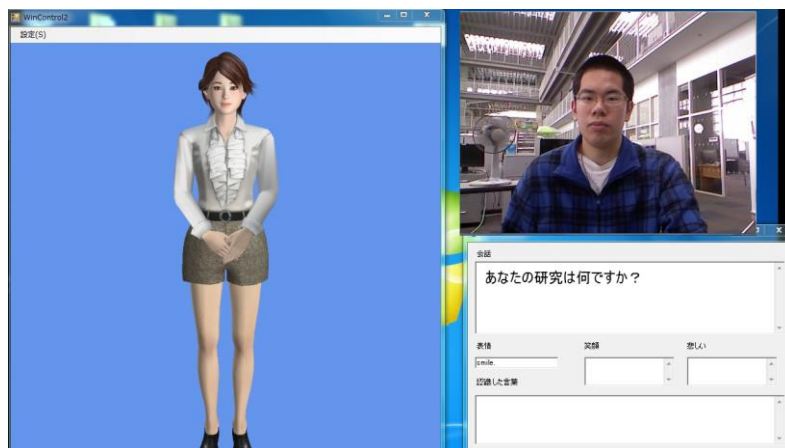 WinControl2
設定(S)
会話
あなたの研究は何ですか？
表情
笑顔
悲しい
smile.
認識した言葉